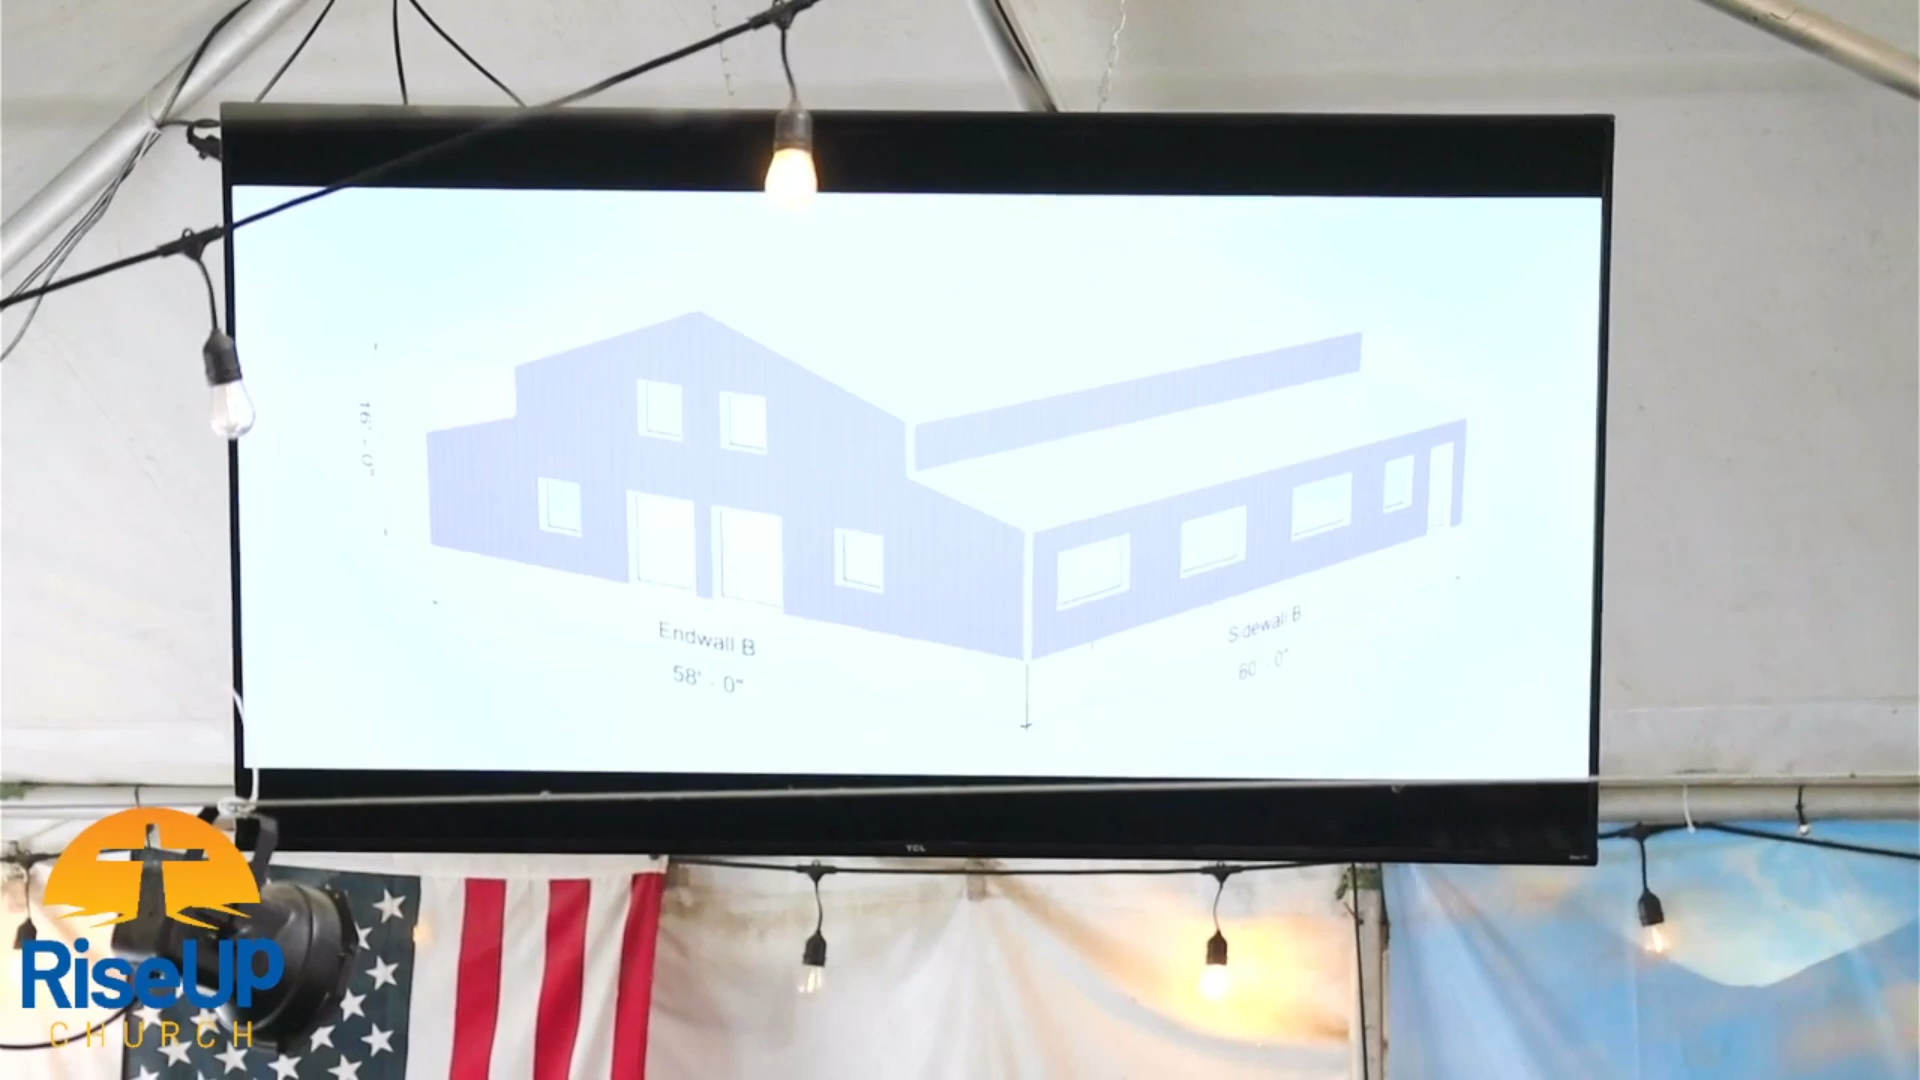 16' - 0"
Endwall B
58' - 0"
Sidewall B
60' - 0"
TCL
RiseUP
CHURCH